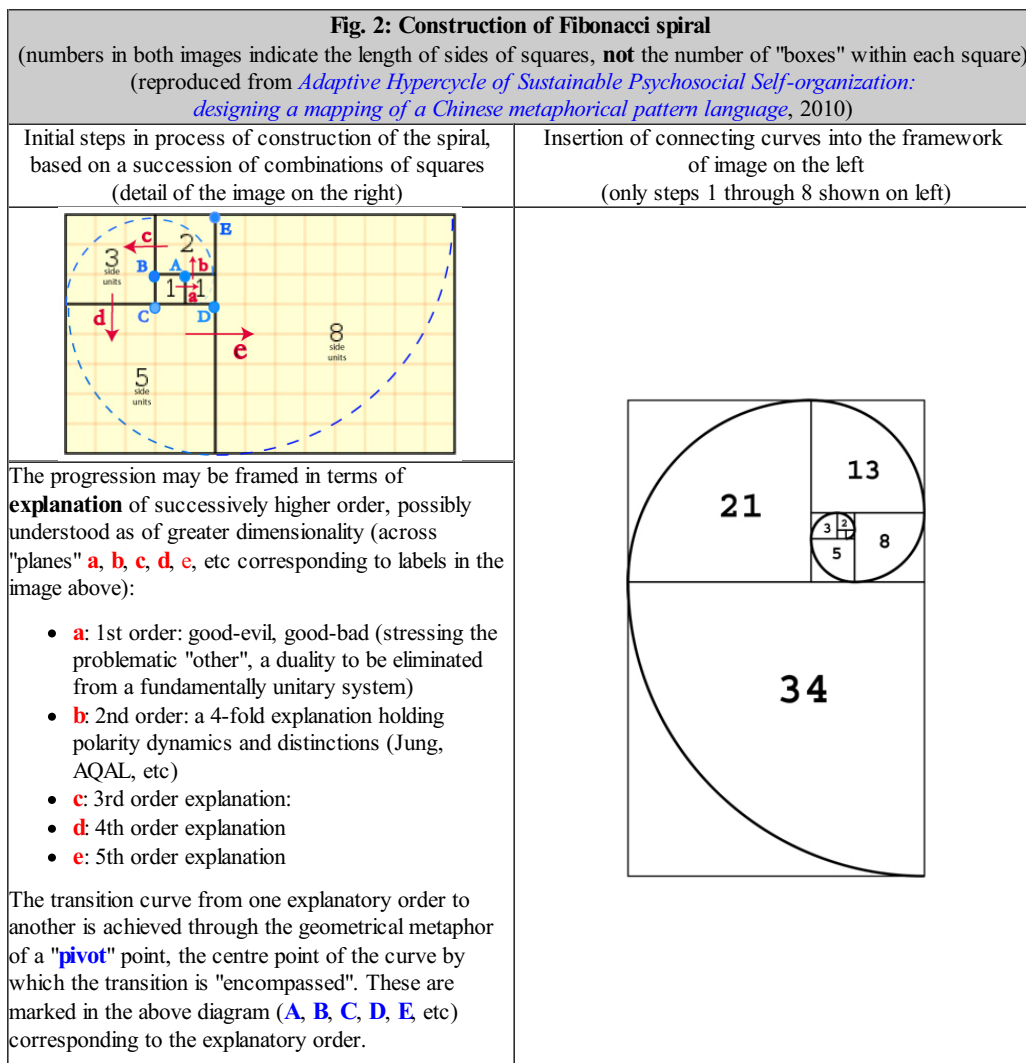 Fig. 2: Construction of Fibonacci spiral
(numbers in both images indicate the length of sides of squares, not the number of "boxes" within each square)
(reproduced from Adaptive Hypercycle of Sustainable Psychosocial Self-organization:
designing a mapping of a Chinese metaphorical pattern language, 2010)
Initial steps in process of construction of the spiral,
based on a succession of combinations of squares
(detail of the image on the right)
Insertion of connecting curves into the framework
of image on the left
(only steps 1 through 8 shown on left)
E
c
2
3
side
units
B
A
b
1
1
a
d
C
D
e
8
side
units
5
side
units
The progression may be framed in terms of
explanation of successively higher order, possibly
understood as of greater dimensionality (across
"planes" a, b, c, d, e, etc corresponding to labels in the
image above):
a: 1st order: good-evil, good-bad (stressing the
problematic "other", a duality to be eliminated
from a fundamentally unitary system)
b: 2nd order: a 4-fold explanation holding
polarity dynamics and distinctions (Jung,
AQAL, etc)
c: 3rd order explanation:
d: 4th order explanation
e: 5th order explanation
The transition curve from one explanatory order to
another is achieved through the geometrical metaphor
of a "pivot" point, the centre point of the curve by
which the transition is "encompassed". These are
marked in the above diagram (A, B, C, D, E, etc)
corresponding to the explanatory order.
13
21
3
2
8
5
34